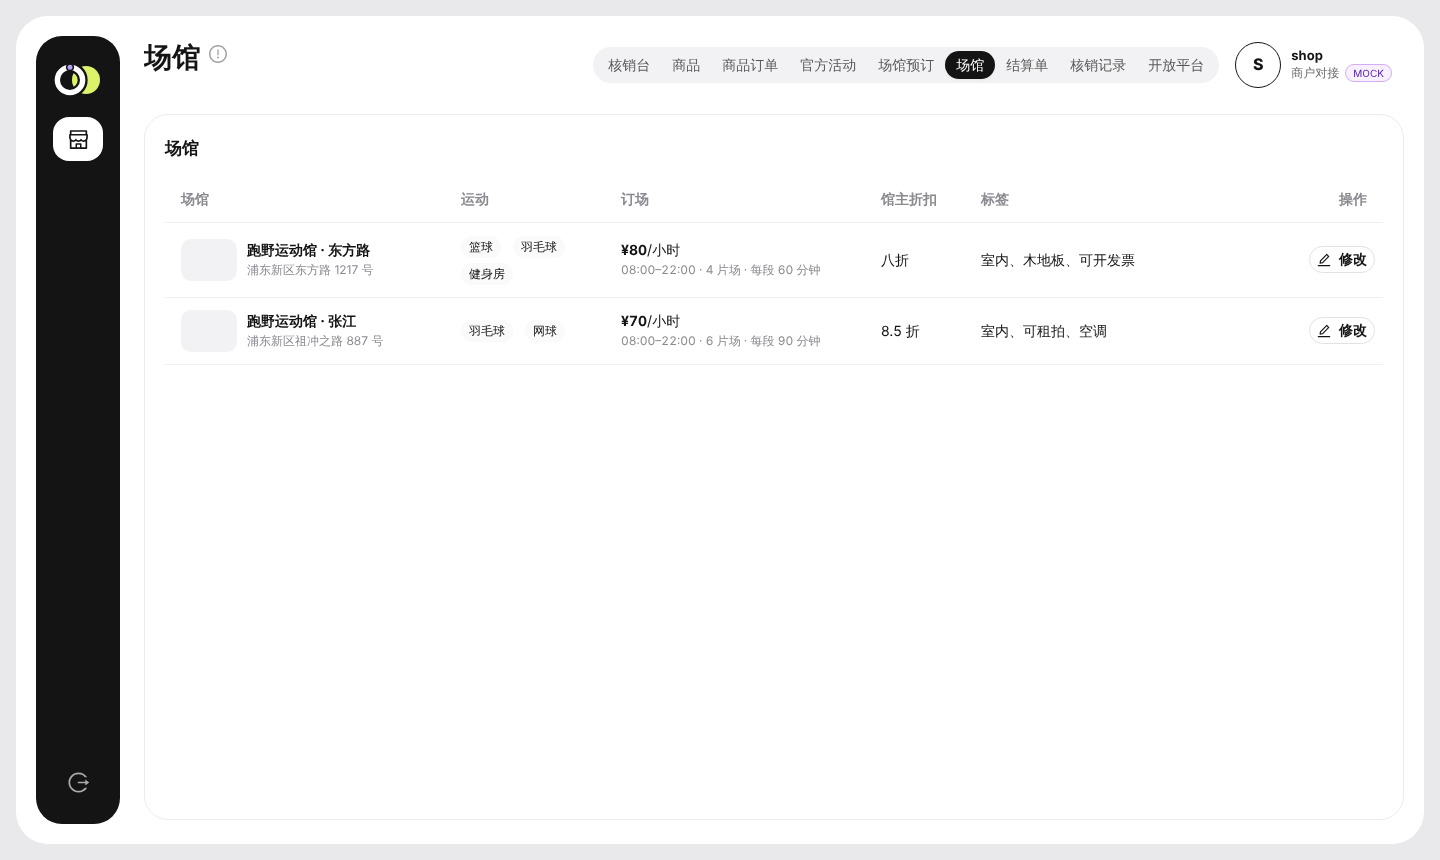 场馆
核销台 商品 商品订单 官方活动 场馆预订 场馆 结算单 核销记录 开放平台
S
shop
商户对接 MOCK
场馆
场馆 运动 订场 馆主折扣 标签 操作
跑野运动馆 · 东方路
浦东新区东方路 1217 号
篮球 羽毛球
健身房
¥80/小时
08:00–22:00 · 4 片场 · 每段 60 分钟
八折
室内、木地板、可开发票
修改
跑野运动馆 · 张江
浦东新区祖冲之路 887 号
羽毛球 网球
¥70/小时
08:00–22:00 · 6 片场 · 每段 90 分钟
8.5 折
室内、可租拍、空调
修改